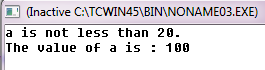 (Inactive C:\TCWIN45\BIN\NONAME03.EXE)
a is not less than 20.
The value of a is : 100